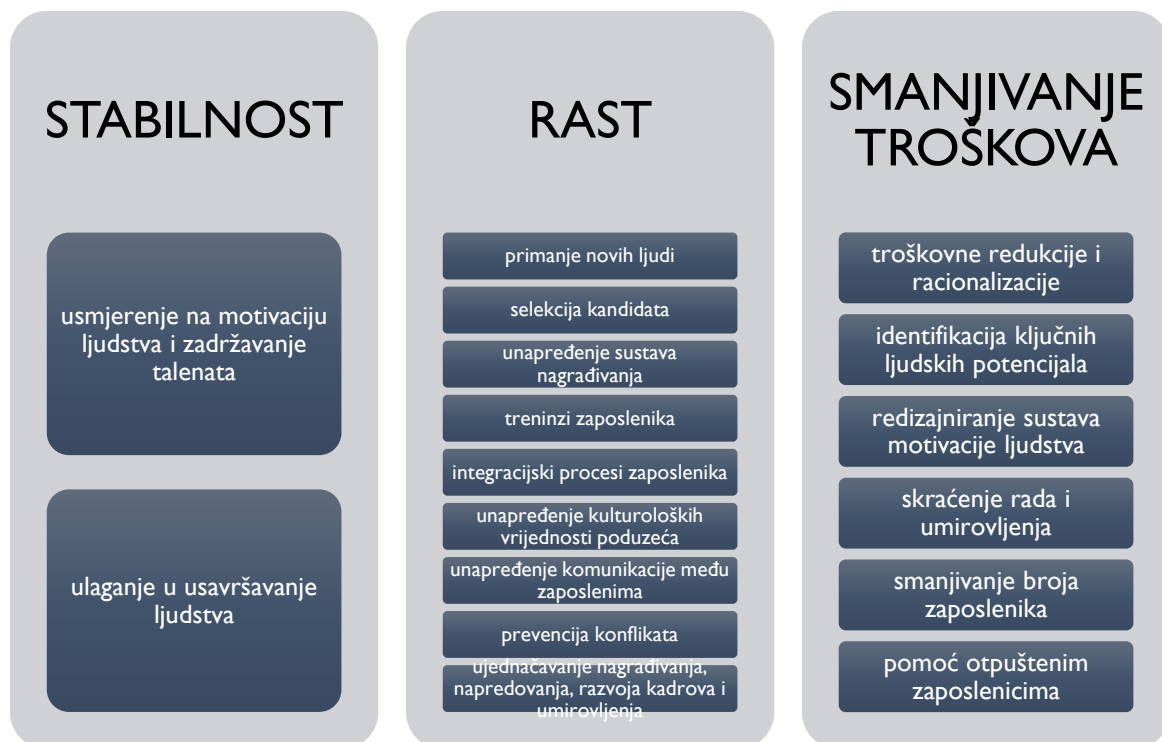 STABILNOST
usmjerenje na motivaciju
ljudstva i zadržavanje
talenata
ulaganje u usavršavanje
ljudstva
RAST
primanje novih ljudi
selekcija kandidata
unapređenje sustava
nagrađivanja
treninzi zaposlenika
integracijski procesi zaposlenika
unapređenje kulturoloških
vrijednosti poduzeća
unapređenje komunikacije među
zaposlenima
prevencija konflikata
ujednačavanje nagrađivanja,
napredovanja, razvoja kadrova i
umirovljenja
SMANJIVANJE
TROŠKOVA
troškovne redukcije i
racionalizacije
identifikacija ključnih
ljudskih potencijala
redizajniranje sustava
motivacije ljudstva
skraćenje rada i
umirovljenja
smanjivanje broja
zaposlenika
pomoć otpuštenim
zaposlenicima